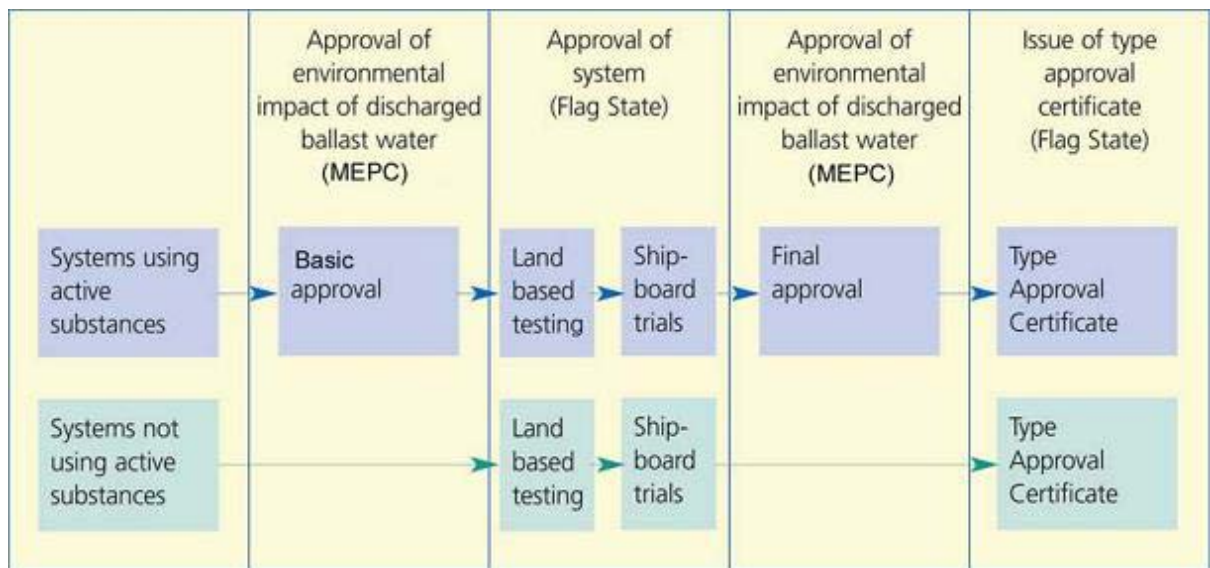 Approval of
environmental
impact of discharged
ballast water
(MEPC)
Approval of
system
(Flag State)
Approval of
environmental
impact of discharged
ballast water
(MEPC)
Issue of type
approval
certificate
(Flag State)
Systems using
active
substances
Basic
approval
Land
based
testing
Ship-
board
trials
Final
approval
Type
Approval
Certificate
Systems not
using active
substances
Land
based
testing
Ship-
board
trials
Type
Approval
Certificate